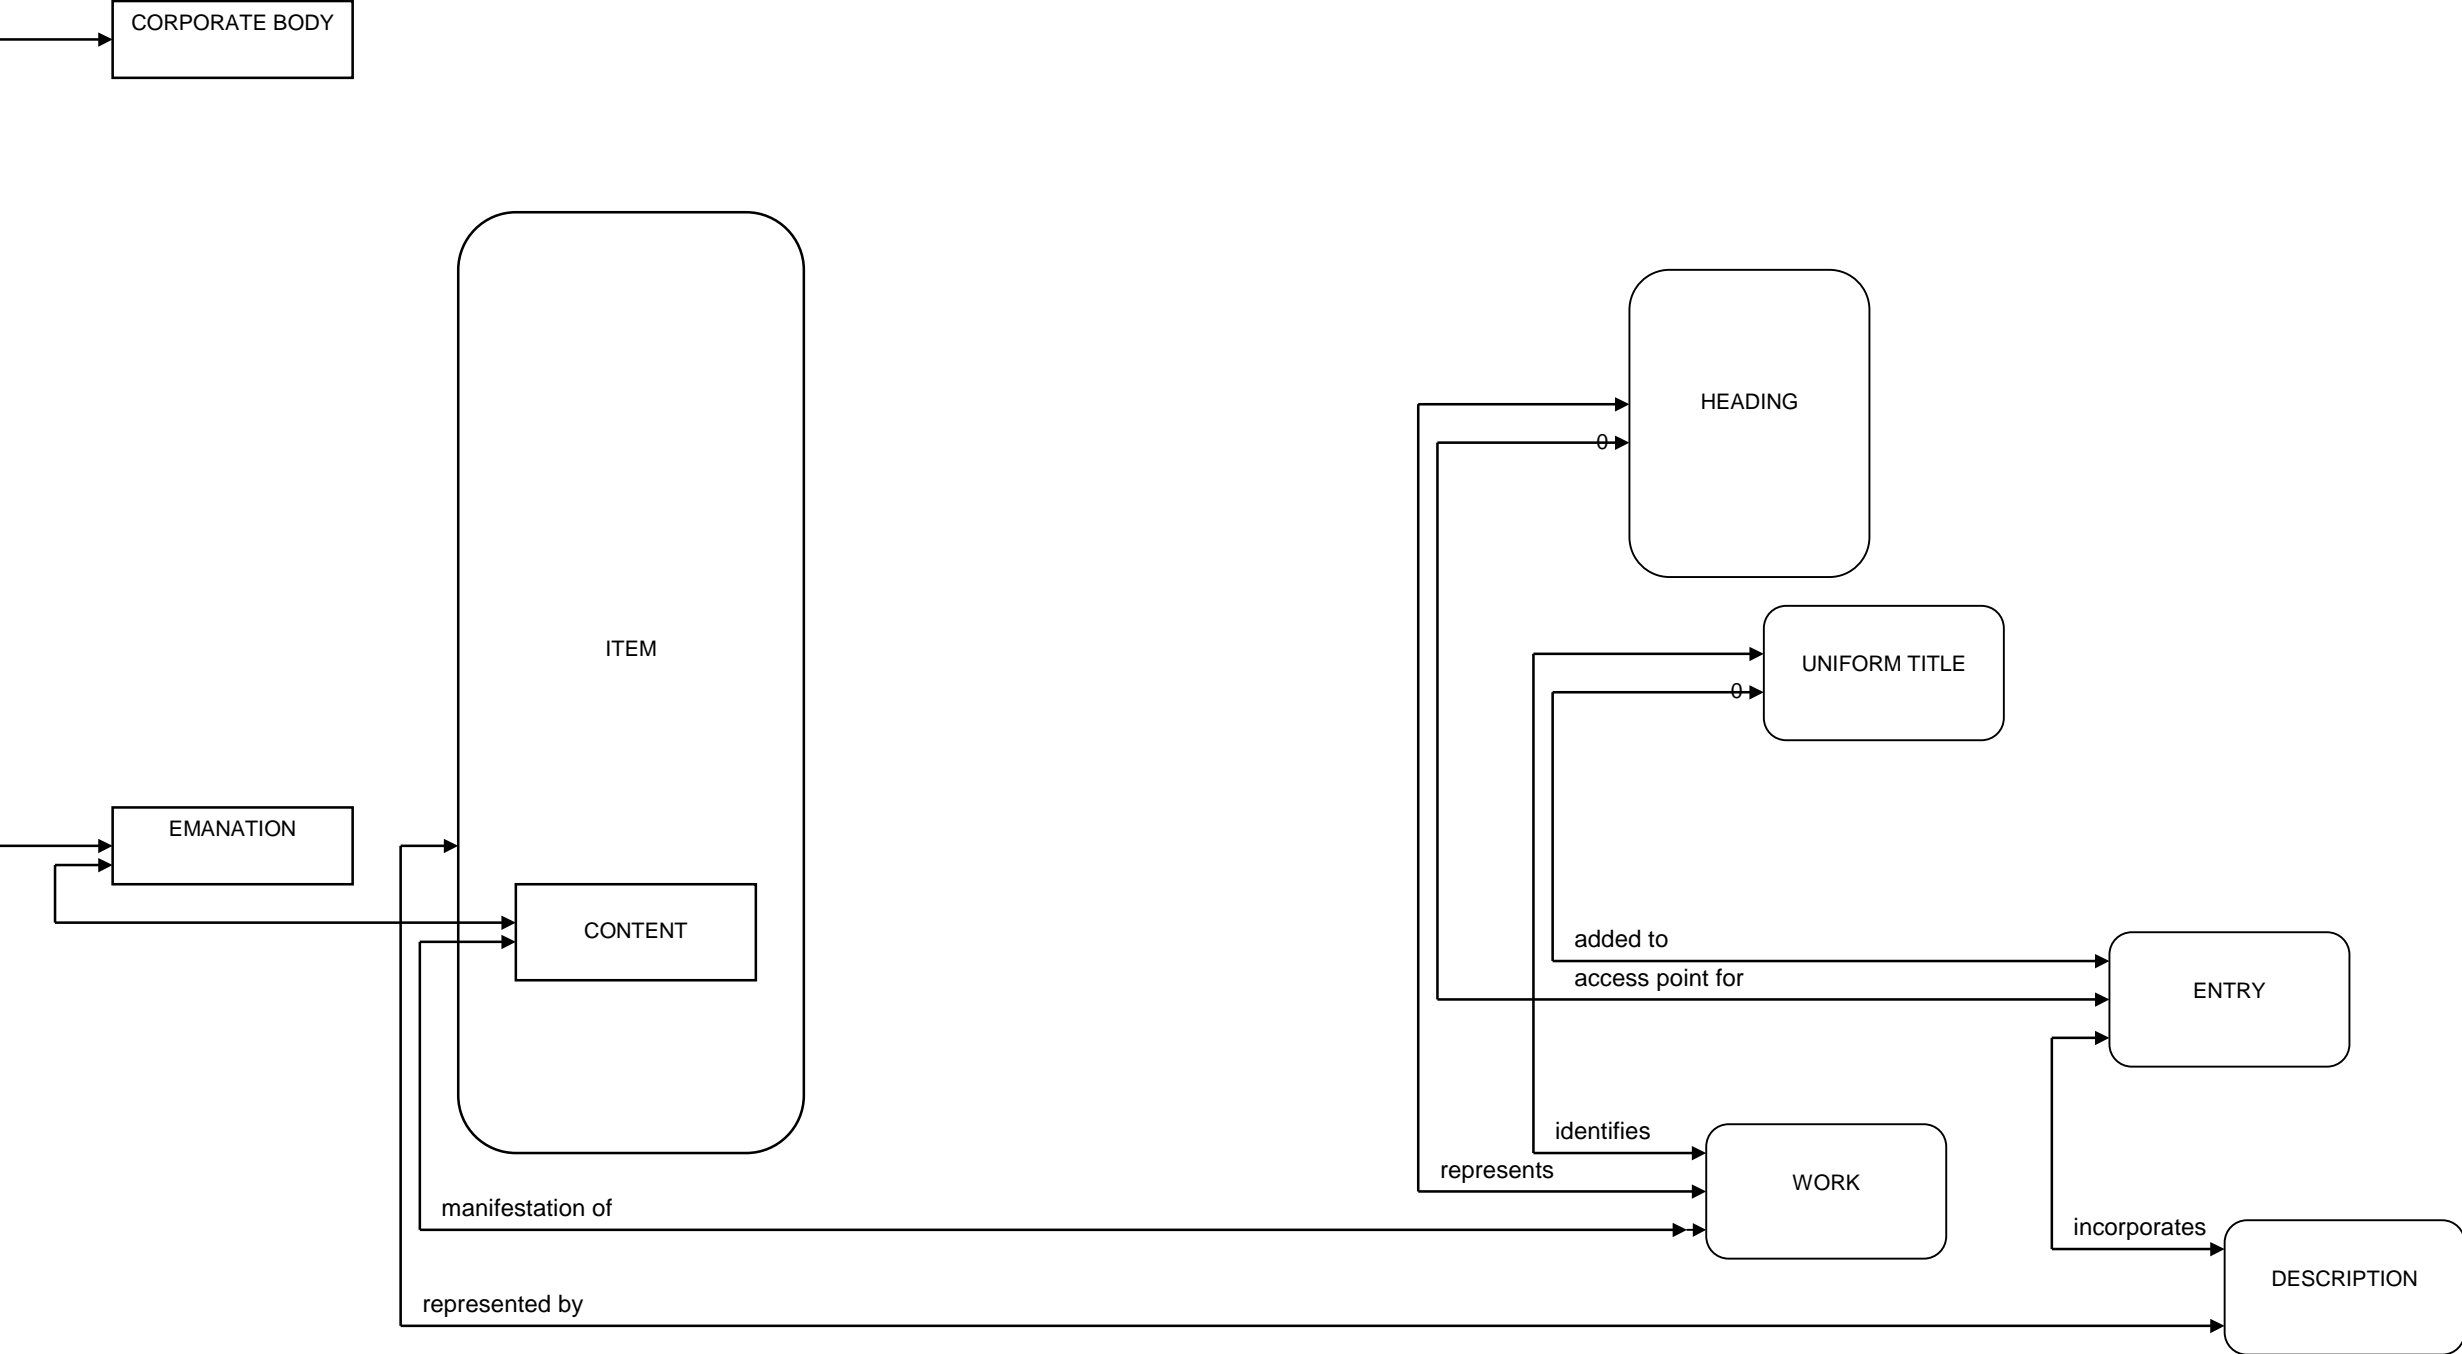 CORPORATE BODY
HEADING
0
ITEM
UNIFORM TITLE
0
EMANATION
CONTENT
added to
access point for
ENTRY
identifies
represents
WORK
manifestation of
incorporates
DESCRIPTION
represented by